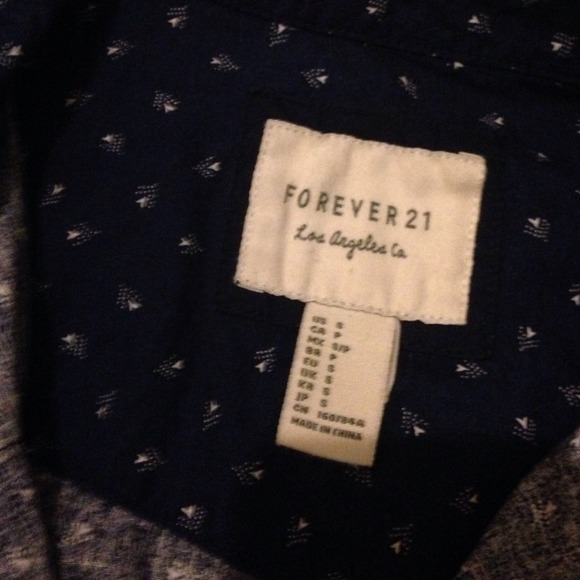 FOREVER 21
Los Angeles Co.
US S
CA P
MX S/P
BR P
EU S
UK S
KR S
JP S
CN 160/84A
MADE IN CHINA